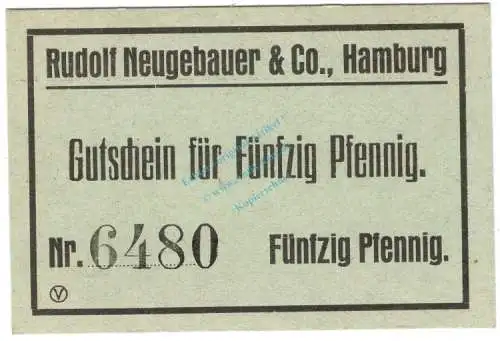 Rudolf Neugebauer & Co., Hamburg
Gutschein für Fünfzig Pfennig.
Nr. 6480 Fünfzig Pfennig.
V